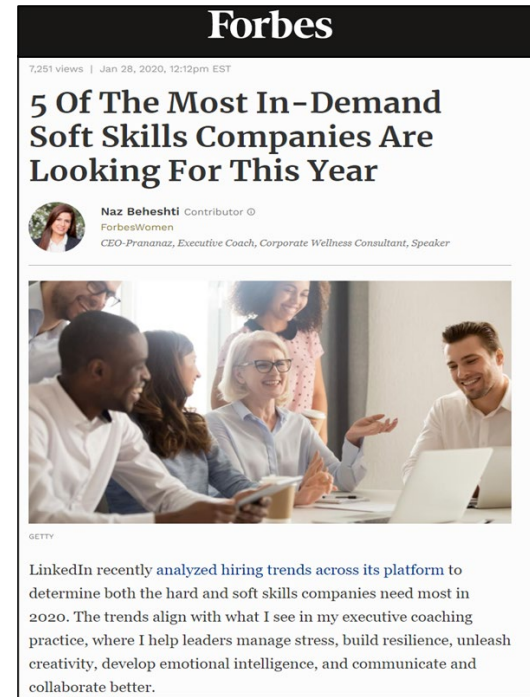 Forbes
7,251 views | Jan 28, 2020, 12:12pm EST
5 Of The Most In-Demand
Soft Skills Companies Are
Looking For This Year
Naz Beheshti Contributor
ForbesWomen
CEO-Prananaz, Executive Coach, Corporate Wellness Consultant, Speaker
GETTY
LinkedIn recently analyzed hiring trends across its platform to
determine both the hard and soft skills companies need most in
2020. The trends align with what I see in my executive coaching
practice, where I help leaders manage stress, build resilience, unleash
creativity, develop emotional intelligence, and communicate and
collaborate better.